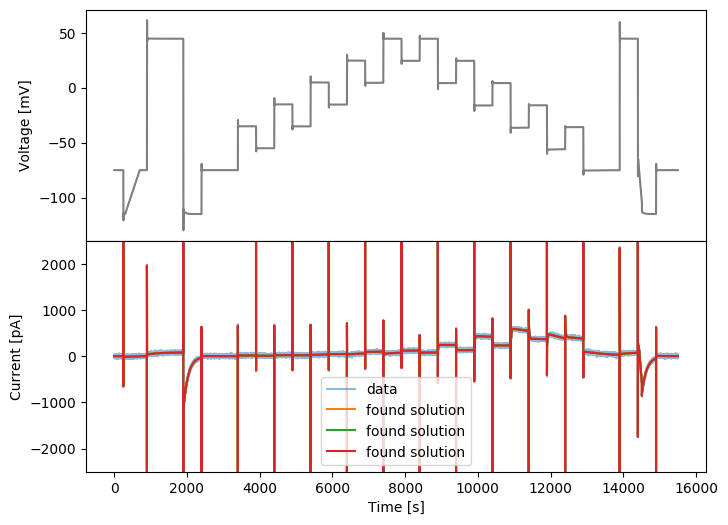 50
0
−50
−100
Voltage [mV]
2000
1000
0
−1000
−2000
Current [pA]
data
found solution
found solution
found solution
0 2000 4000 6000 8000 10000 12000 14000 16000
Time [s]